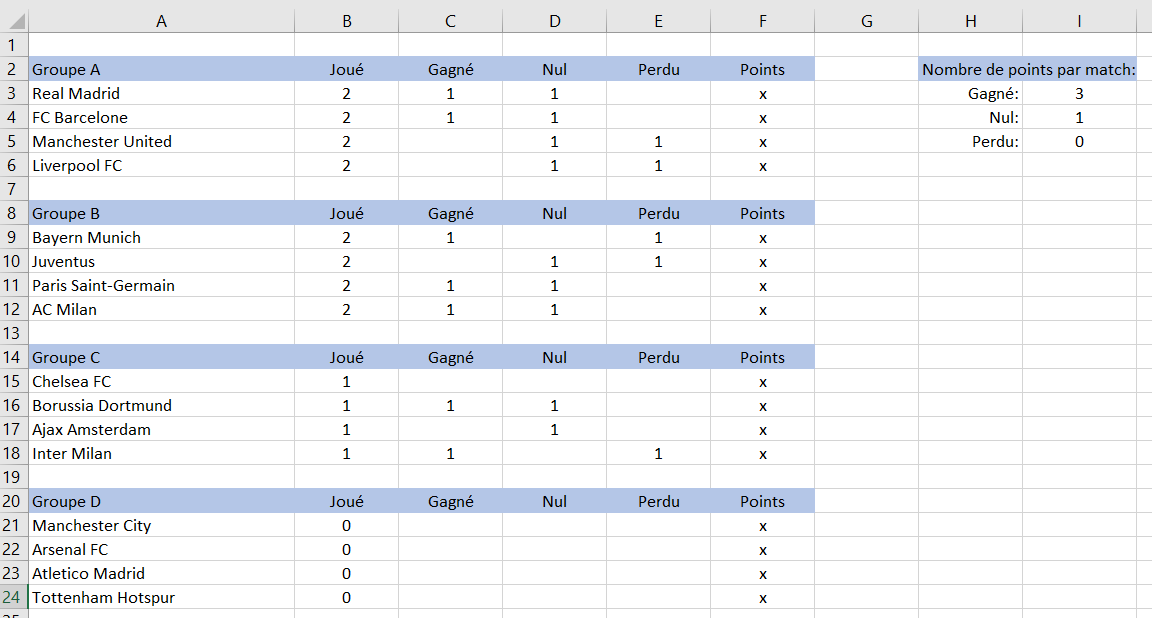 A B C D E F G H I
1
2 Groupe A Joué Gagné Nul Perdu Points Nombre de points par match:
3 Real Madrid 2 1 1 x Gagné: 3
4 FC Barcelone 2 1 1 x Nul: 1
5 Manchester United 2 1 1 x Perdu: 0
6 Liverpool FC 2 1 1 x
7
8 Groupe B Joué Gagné Nul Perdu Points
9 Bayern Munich 2 1 1 x
10 Juventus 2 1 1 x
11 Paris Saint-Germain 2 1 1 x
12 AC Milan 2 1 1 x
13
14 Groupe C Joué Gagné Nul Perdu Points
15 Chelsea FC 1 x
16 Borussia Dortmund 1 1 1 x
17 Ajax Amsterdam 1 1 x
18 Inter Milan 1 1 1 x
19
20 Groupe D Joué Gagné Nul Perdu Points
21 Manchester City 0 x
22 Arsenal FC 0 x
23 Atletico Madrid 0 x
24 Tottenham Hotspur 0 x